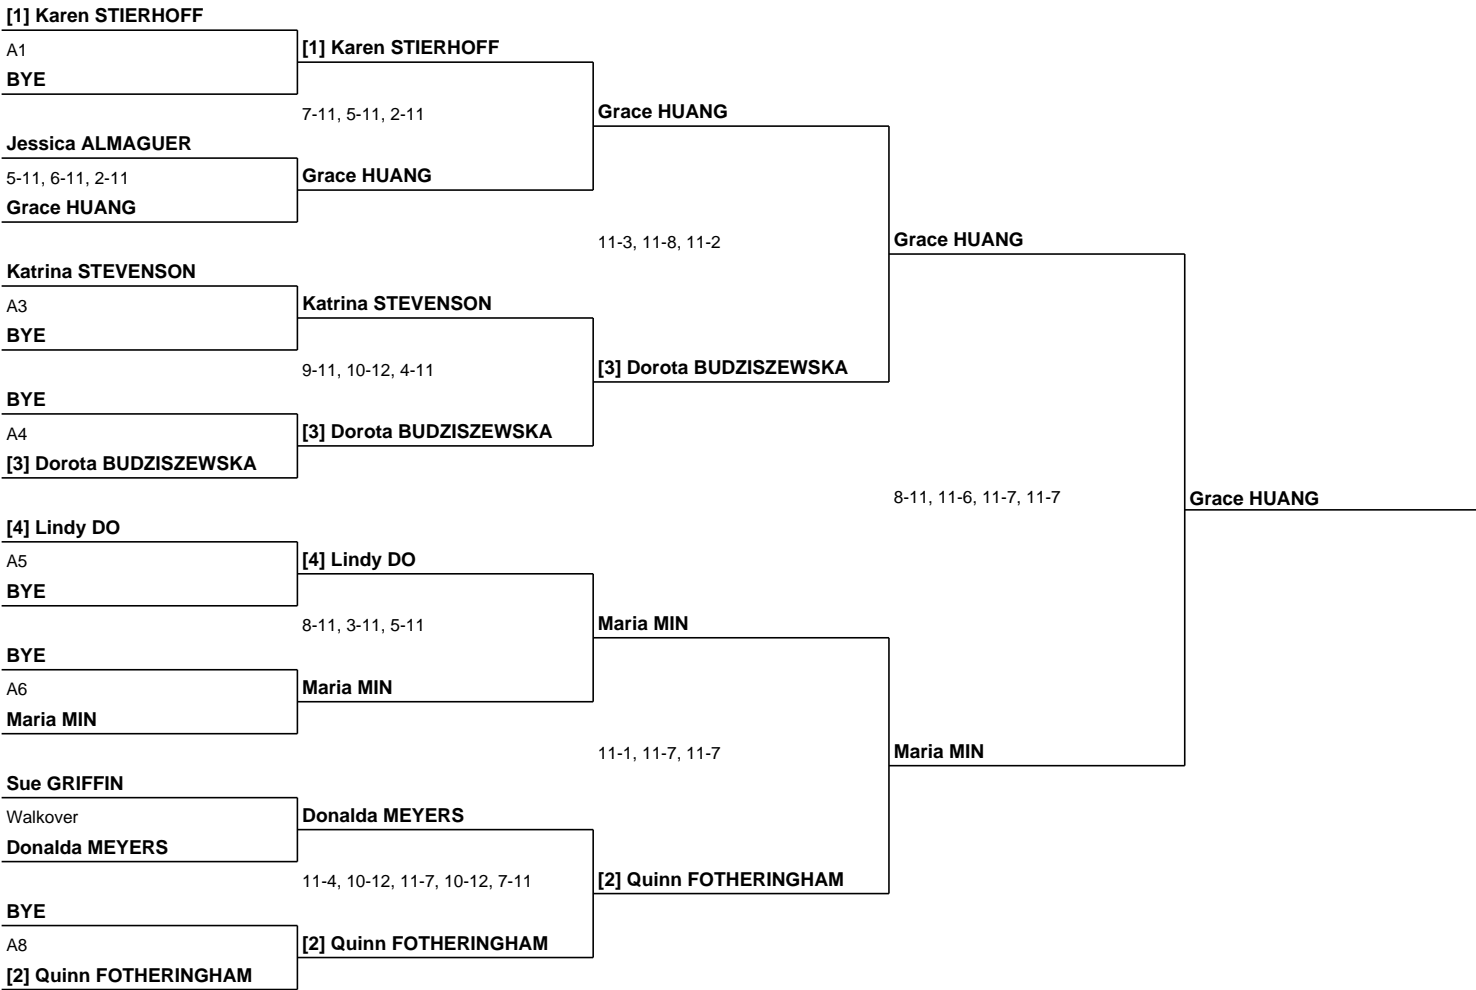 [1] Karen STIERHOFF
A1
BYE
Jessica ALMAGUER
5-11, 6-11, 2-11
Grace HUANG
Katrina STEVENSON
A3
BYE
BYE
A4
[3] Dorota BUDZISZEWSKA
[4] Lindy DO
A5
BYE
BYE
A6
Maria MIN
Sue GRIFFIN
Walkover
Donalda MEYERS
BYE
A8
[2] Quinn FOTHERINGHAM
[1] Karen STIERHOFF
7-11, 5-11, 2-11
Grace HUANG
Katrina STEVENSON
9-11, 10-12, 4-11
[3] Dorota BUDZISZEWSKA
[4] Lindy DO
8-11, 3-11, 5-11
Maria MIN
Donalda MEYERS
11-4, 10-12, 11-7, 10-12, 7-11
[2] Quinn FOTHERINGHAM
Grace HUANG
11-3, 11-8, 11-2
[3] Dorota BUDZISZEWSKA
Maria MIN
11-1, 11-7, 11-7
[2] Quinn FOTHERINGHAM
Grace HUANG
8-11, 11-6, 11-7, 11-7
Maria MIN
Grace HUANG